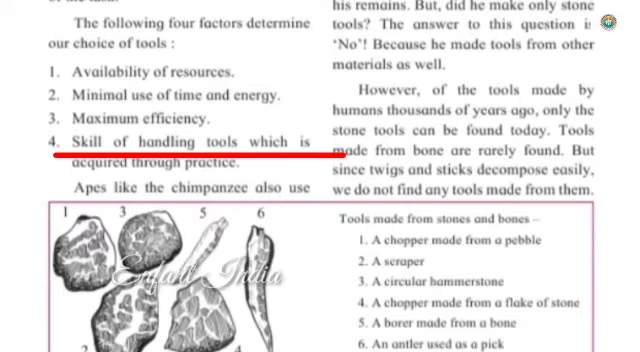 The following four factors determine
our choice of tools :
1. Availability of resources.
2. Minimal use of time and energy.
3. Maximum efficiency.
4. Skill of handling tools which is
acquired through practice.
Apes like the chimpanzee also use
his remains. But, did he make only stone
tools? The answer to this question is
‘No’! Because he made tools from other
materials as well.
However, of the tools made by
humans thousands of years ago, only the
stone tools can be found today. Tools
made from bone are rarely found. But
since twigs and sticks decompose easily,
we do not find any tools made from them.
1 3 5 6
2 4
Enfant India
Tools made from stones and bones –
1. A chopper made from a pebble
2. A scraper
3. A circular hammerstone
4. A chopper made from a flake of stone
5. A borer made from a bone
6. An antler used as a pick